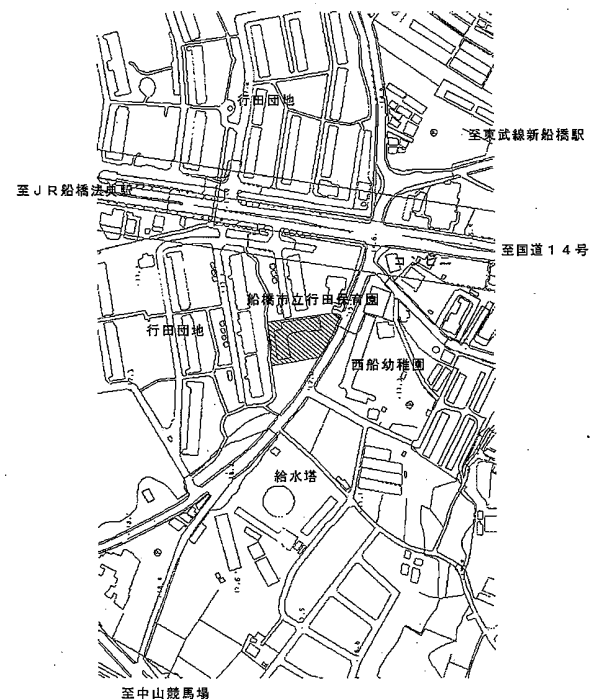 行田団地
至東武線新船橋駅
至ＪＲ船橋法典駅
至国道１４号
船橋市立行田保育園
行田団地
西船幼稚園
給水塔
至中山競馬場